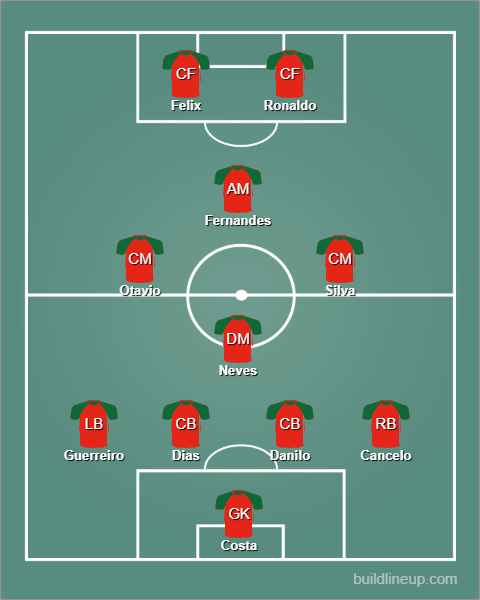 CF CF
Felix Ronaldo
AM
Fernandes
CM CM
Otavio Silva
DM
Neves
LB CB CB RB
Guerreiro Dias Danilo Cancelo
GK
Costa
buildlineup.com